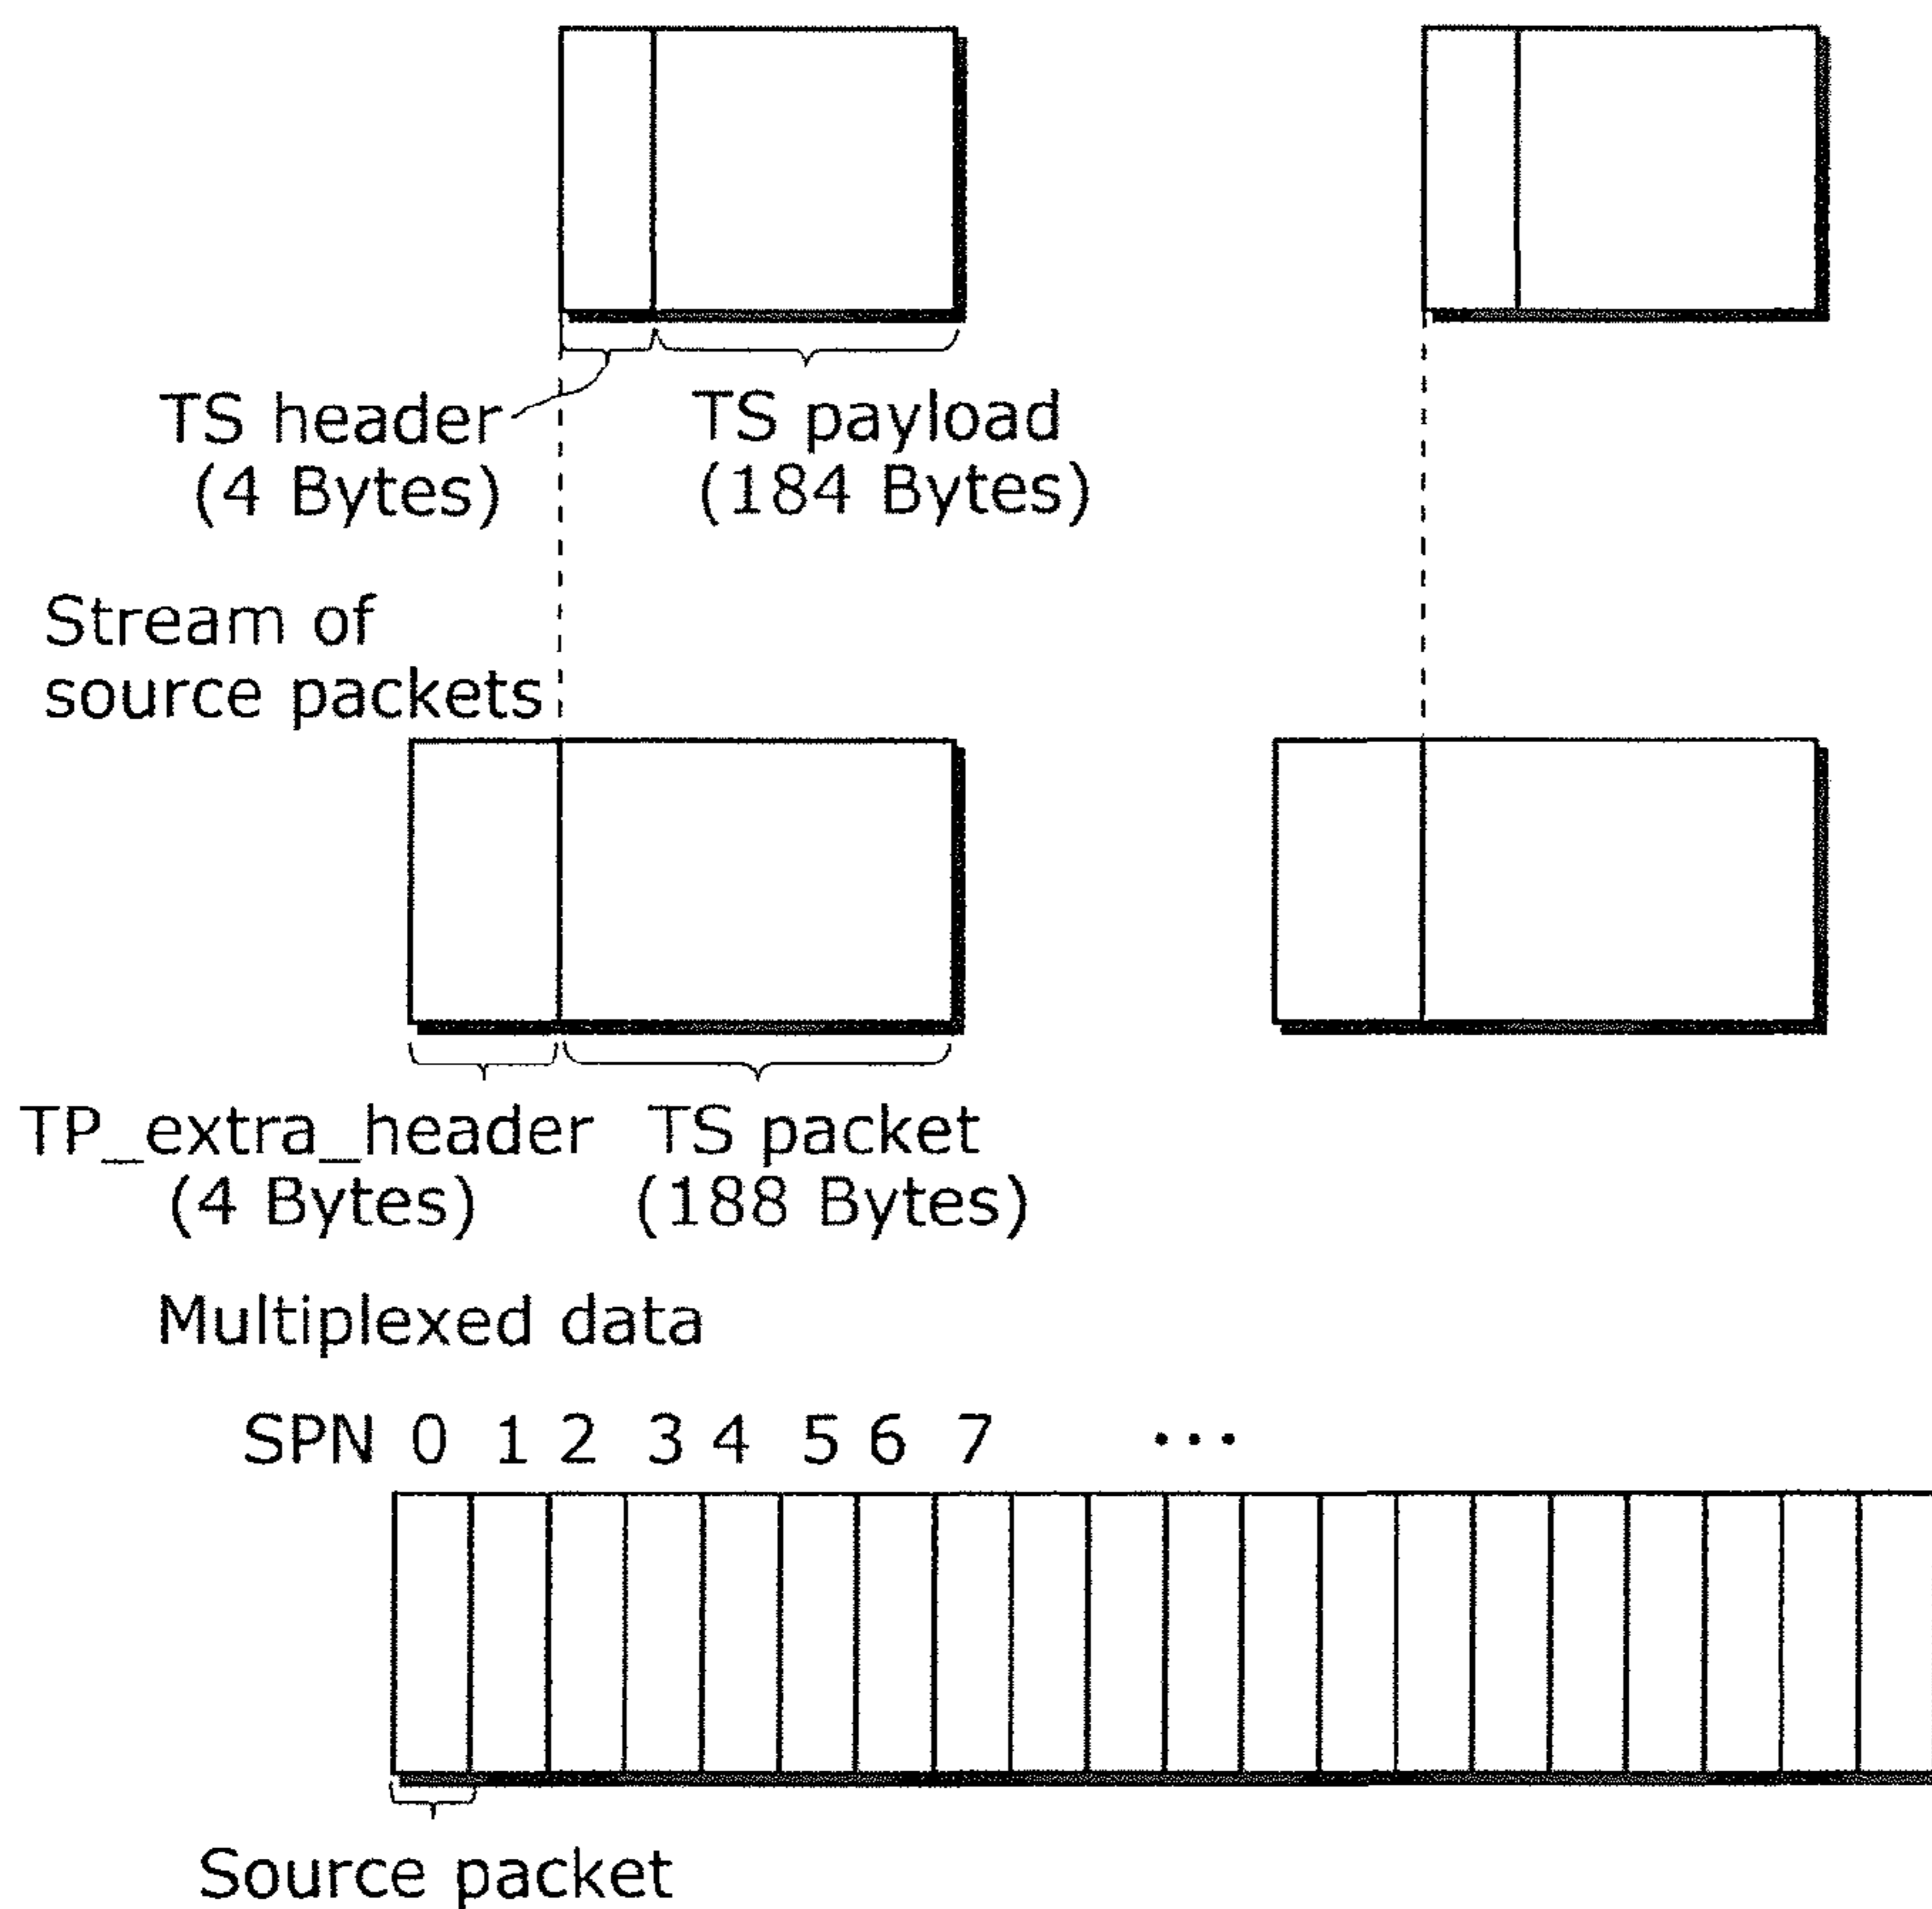 TS header TS payload
(4 Bytes) (184 Bytes)
Stream of
source packets
TP_extra_header TS packet
(4 Bytes) (188 Bytes)
Multiplexed data
SPN 0 1 2 3 4 5 6 7 ...
Source packet